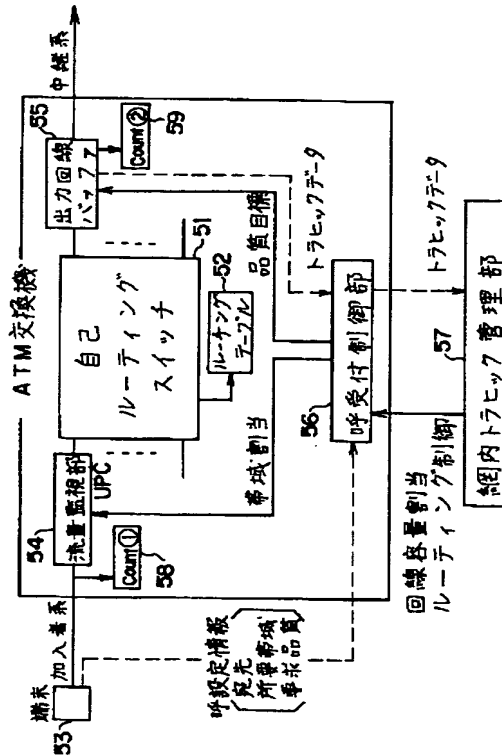 ATM交換機
端末
53
加入者系
54
流量監視部
UPC
Count①
58
自己
ルーティング
スイッチ
51
ルーチング
テーブル
52
出力回線
バッファ
55
Count②
59
中継系
帯域割当
品質目標
トラヒックデータ
呼設定情報
宛先
所要帯域
要求品質
56
呼受付制御部
回線容量割当
ルーティング制御
トラヒックデータ
57
網内トラヒック管理部